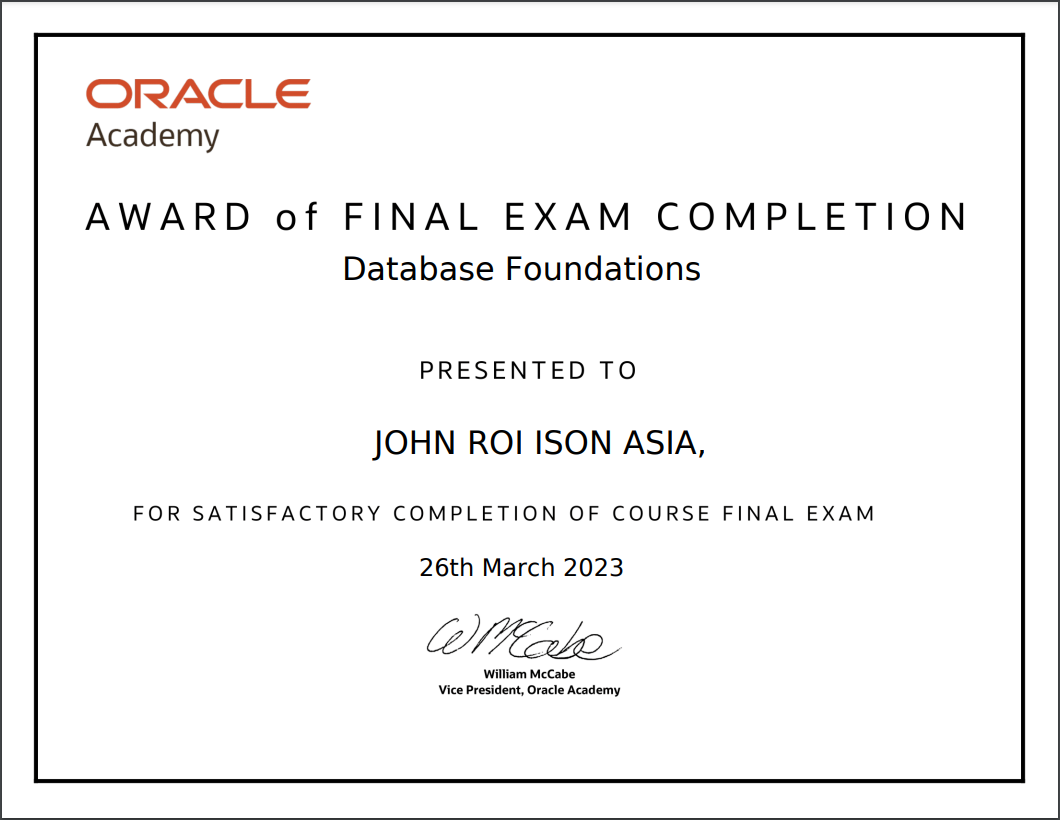 ORACLE
Academy
AWARD of FINAL EXAM COMPLETION
Database Foundations
PRESENTED TO
JOHN ROI ISON ASIA,
FOR SATISFACTORY COMPLETION OF COURSE FINAL EXAM
26th March 2023
WMcCabe
William McCabe
Vice President, Oracle Academy